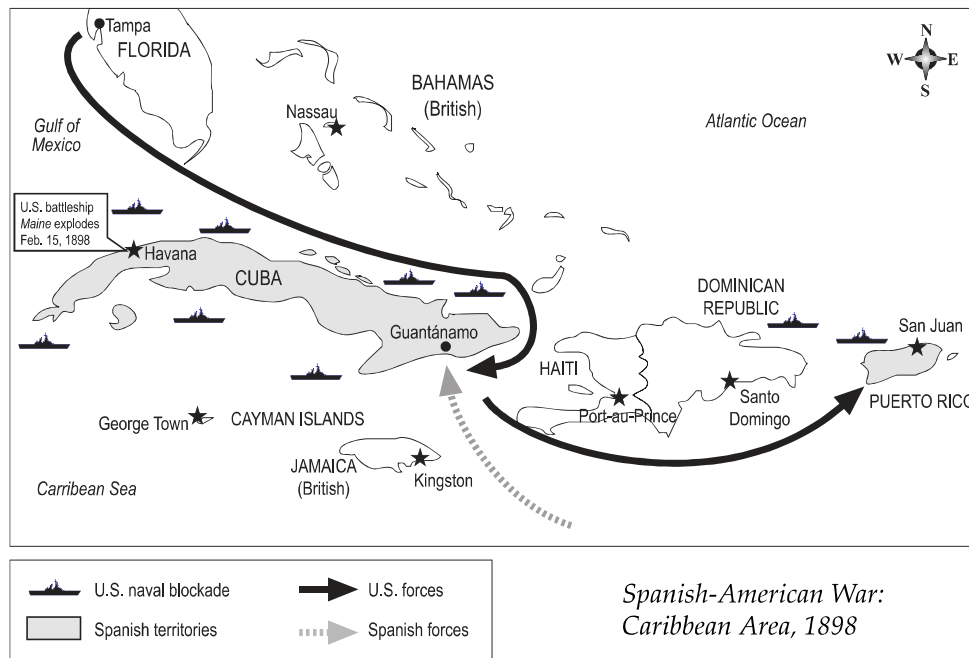 Tampa
FLORIDA
N
W
E
S
BAHAMAS
(British)
Nassau
Gulf of
Mexico
Atlantic Ocean
U.S. battleship
Maine explodes
Feb. 15, 1898
Havana
CUBA
DOMINICAN
REPUBLIC
Guantánamo
San Juan
HAITI
Port-au-Prince
Santo
Domingo
PUERTO RICO
George Town
CAYMAN ISLANDS
JAMAICA
(British)
Kingston
Carribean Sea
U.S. naval blockade
U.S. forces
Spanish territories
Spanish forces
Spanish-American War:
Caribbean Area, 1898